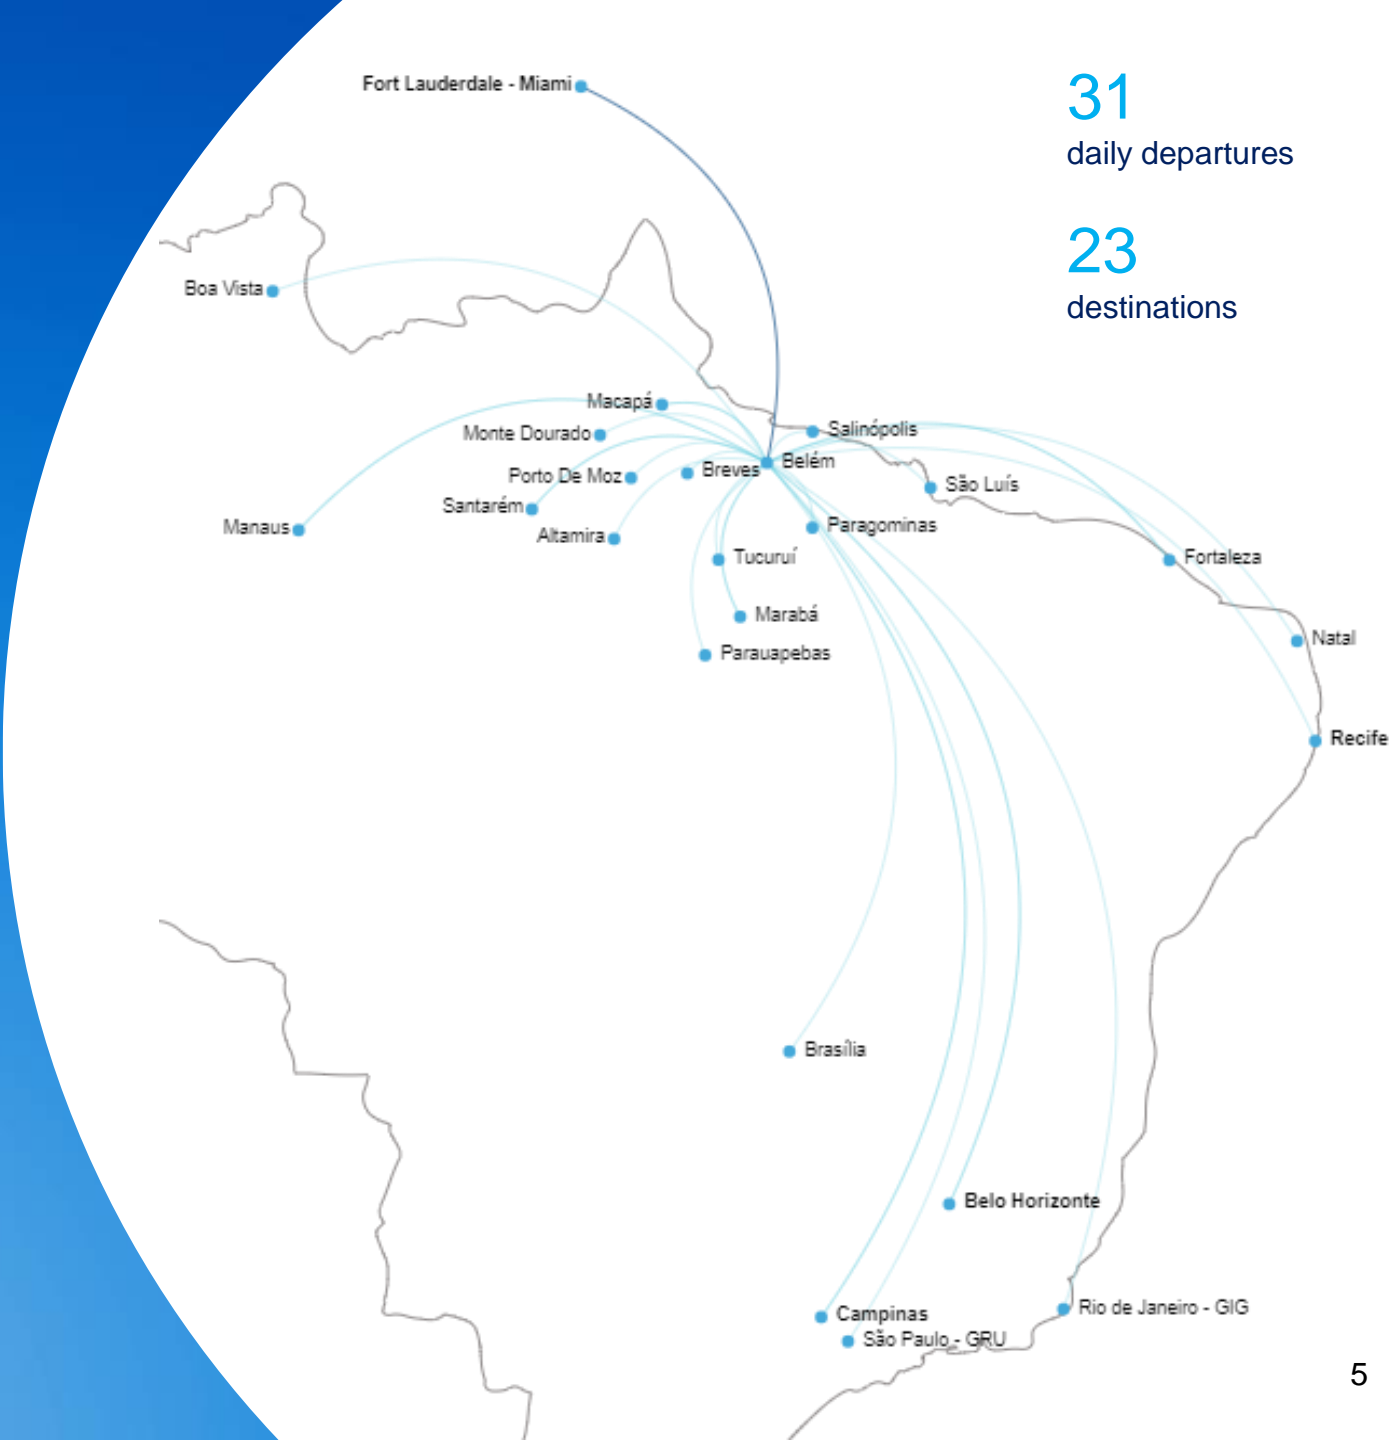 Fort Lauderdale - Miami
31
daily departures
23
destinations
Boa Vista
Macapá
Monte Dourado
Salinópolis
Porto De Moz
Breves
Belém
Santarém
São Luís
Manaus
Altamira
Paragominas
Tucuruí
Fortaleza
Marabá
Natal
Parauapebas
Recife
Brasília
Belo Horizonte
Campinas
Rio de Janeiro - GIG
São Paulo - GRU
5